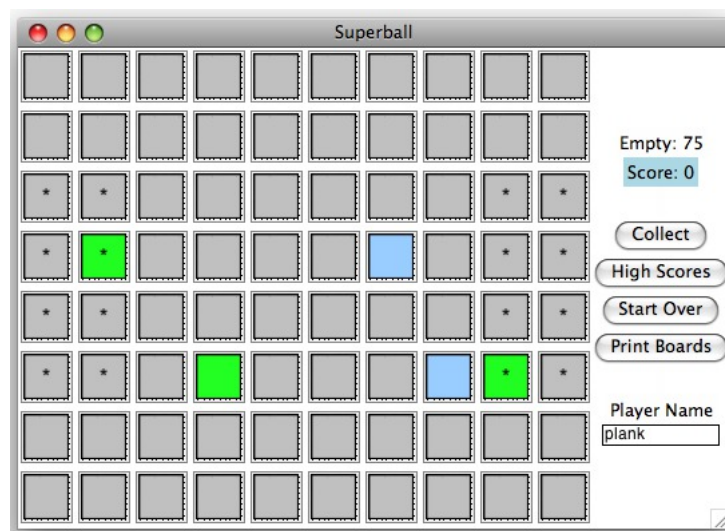 Superball
Empty: 75
Score: 0
* * * *
Collect
* * * *
High Scores
* * * *
Start Over
Print Boards
* * * *
Player Name
plank